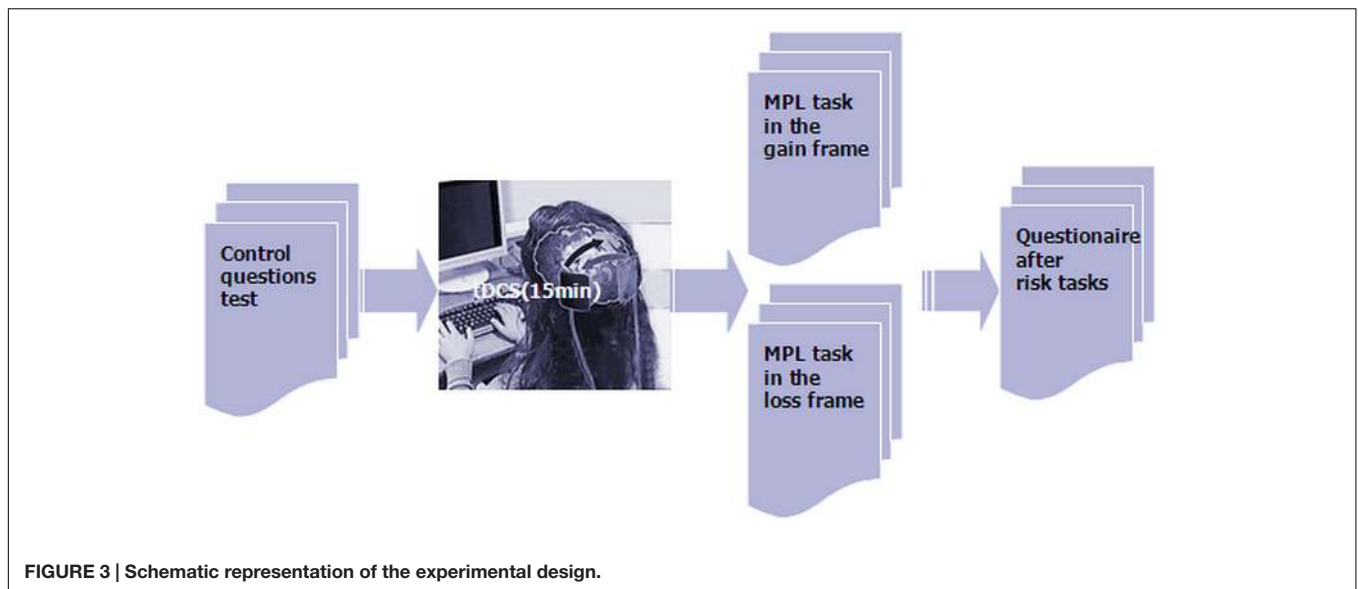 Control
questions
test
tDCS(15min)
MPL task
in the
gain frame
MPL task
in the
loss frame
Questionaire
after
risk tasks
FIGURE 3 | Schematic representation of the experimental design.